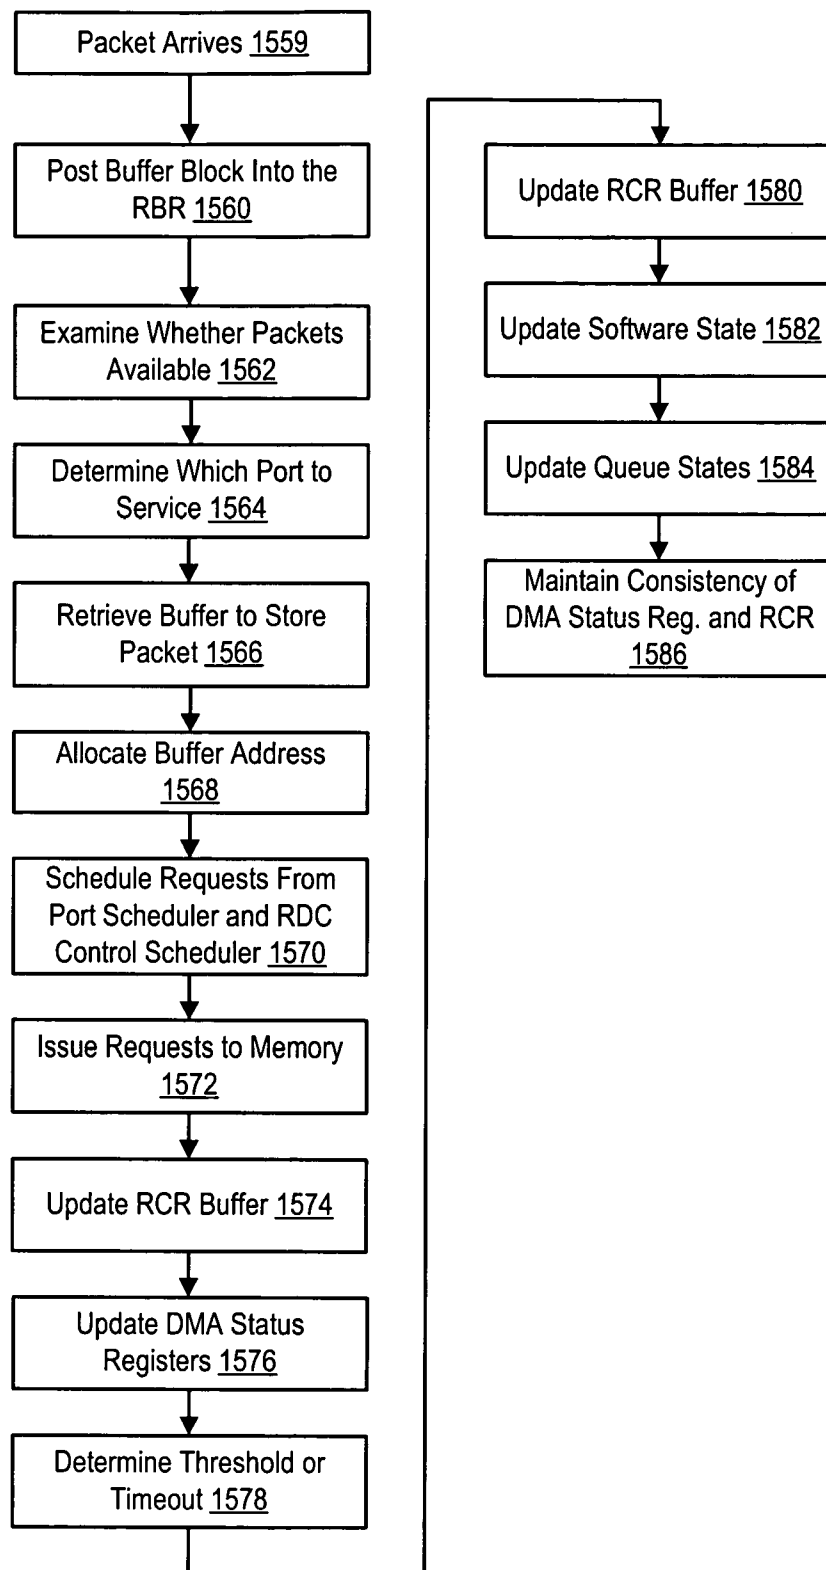 Packet Arrives 1559
Post Buffer Block Into the
RBR 1560
Examine Whether Packets
Available 1562
Determine Which Port to
Service 1564
Retrieve Buffer to Store
Packet 1566
Allocate Buffer Address
1568
Schedule Requests From
Port Scheduler and RDC
Control Scheduler 1570
Issue Requests to Memory
1572
Update RCR Buffer 1574
Update DMA Status
Registers 1576
Determine Threshold or
Timeout 1578
Update RCR Buffer 1580
Update Software State 1582
Update Queue States 1584
Maintain Consistency of
DMA Status Reg. and RCR
1586